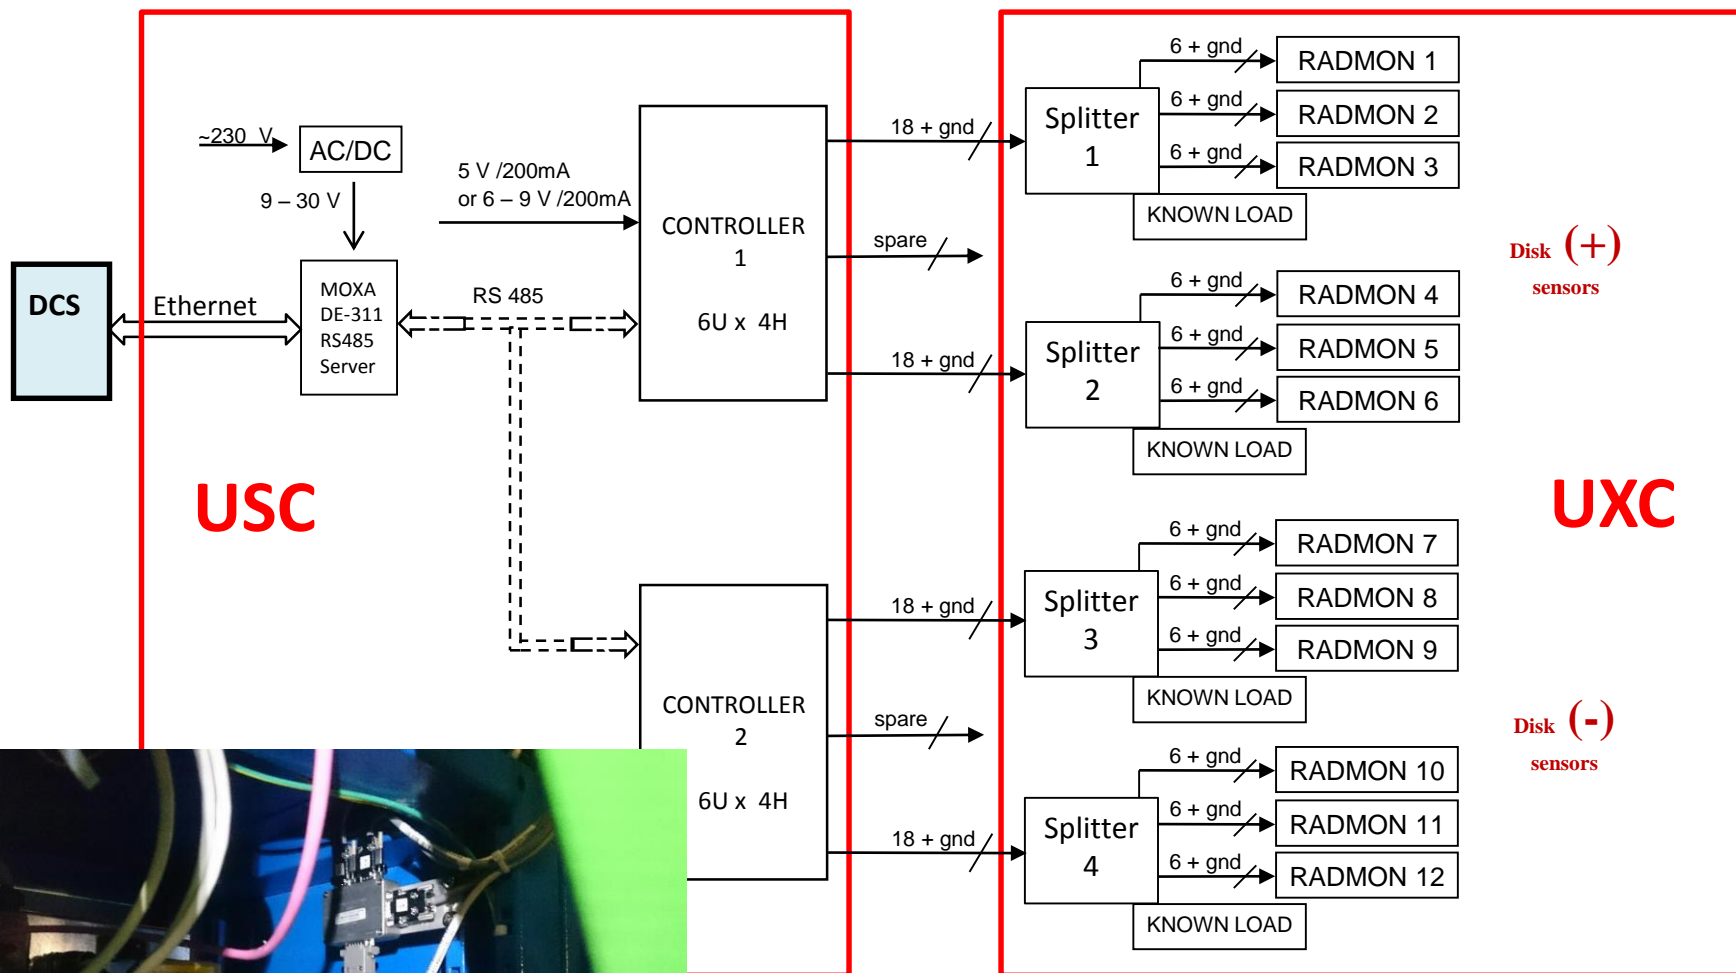 ~230 V
AC/DC
9 – 30 V
5 V /200mA
or 6 – 9 V /200mA
DCS
Ethernet
MOXA
DE-311
RS485
Server
RS 485
CONTROLLER
1
6U x 4H
18 + gnd
spare
18 + gnd
Splitter
1
6 + gnd
RADMON 1
6 + gnd
RADMON 2
6 + gnd
RADMON 3
KNOWN LOAD
Disk (+)
sensors
Splitter
2
6 + gnd
RADMON 4
6 + gnd
RADMON 5
6 + gnd
RADMON 6
KNOWN LOAD
USC
UXC
CONTROLLER
2
6U x 4H
18 + gnd
spare
18 + gnd
Splitter
3
6 + gnd
RADMON 7
6 + gnd
RADMON 8
6 + gnd
RADMON 9
KNOWN LOAD
Disk (-)
sensors
Splitter
4
6 + gnd
RADMON 10
6 + gnd
RADMON 11
6 + gnd
RADMON 12
KNOWN LOAD